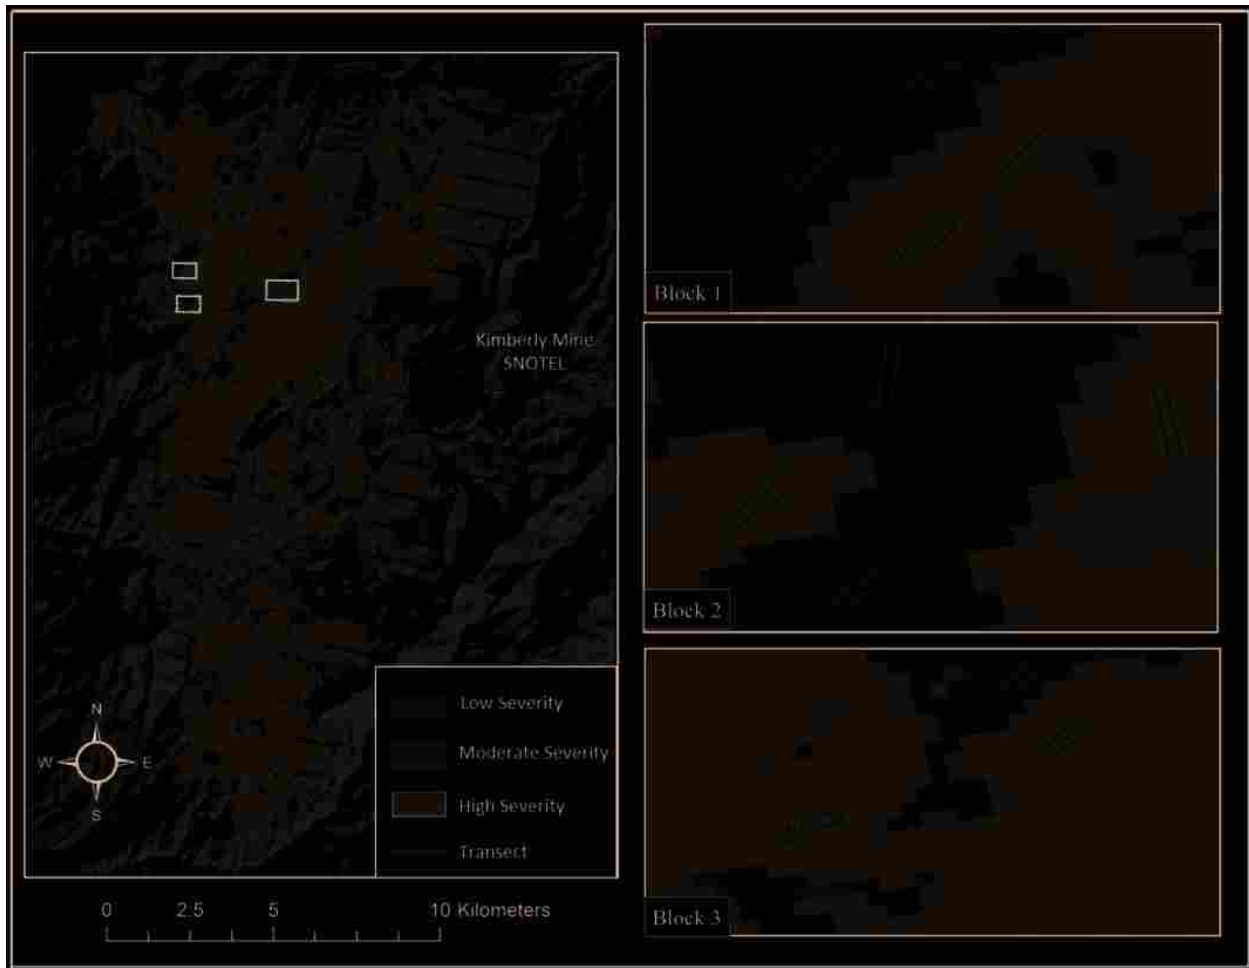 Kimberly Mine
SNOTEL
Low Severity
Moderate Severity
High Severity
Transect
N
W
E
S
0 2.5 5 10 Kilometers
Block 1
Block 2
Block 3